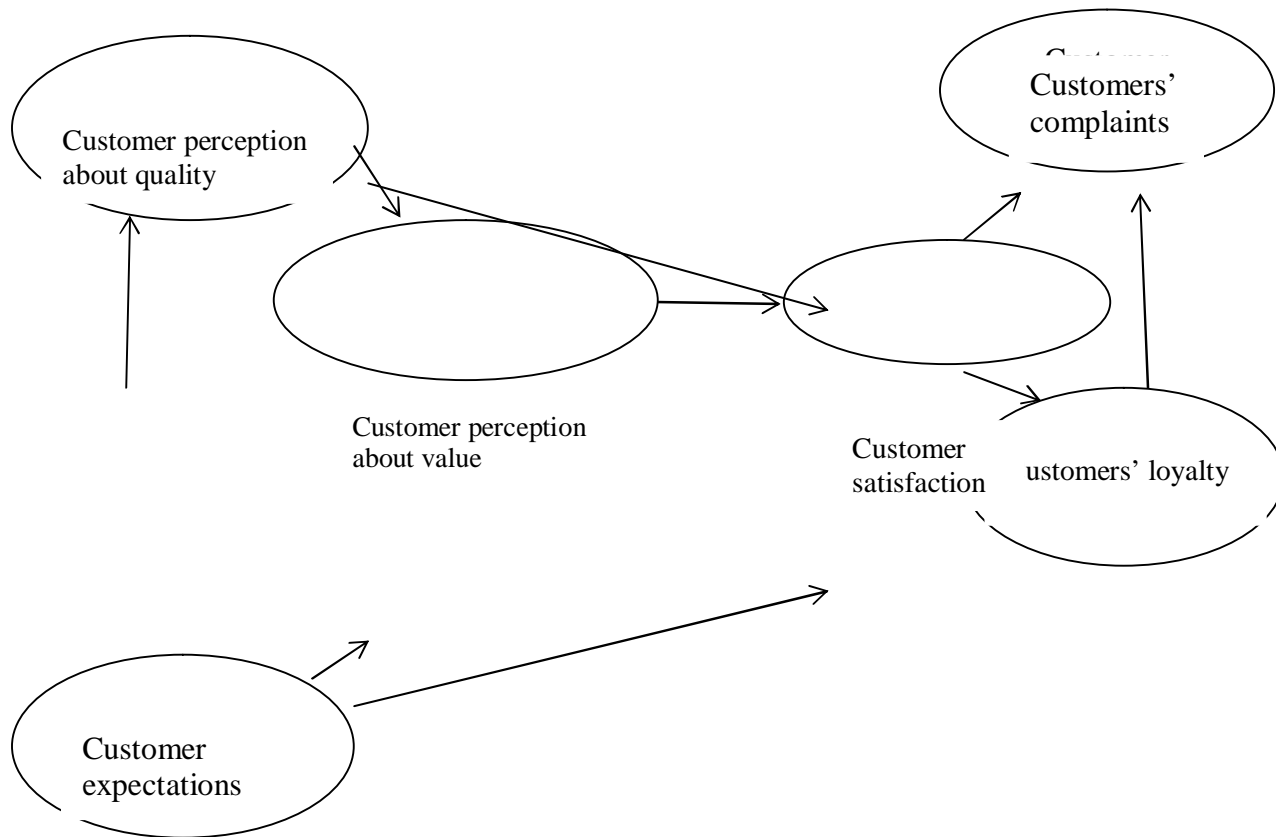 Customers’
complaints
Customer perception
about quality
Customer perception
about value
Customer
satisfaction
ustomers’ loyalty
Customer
expectations